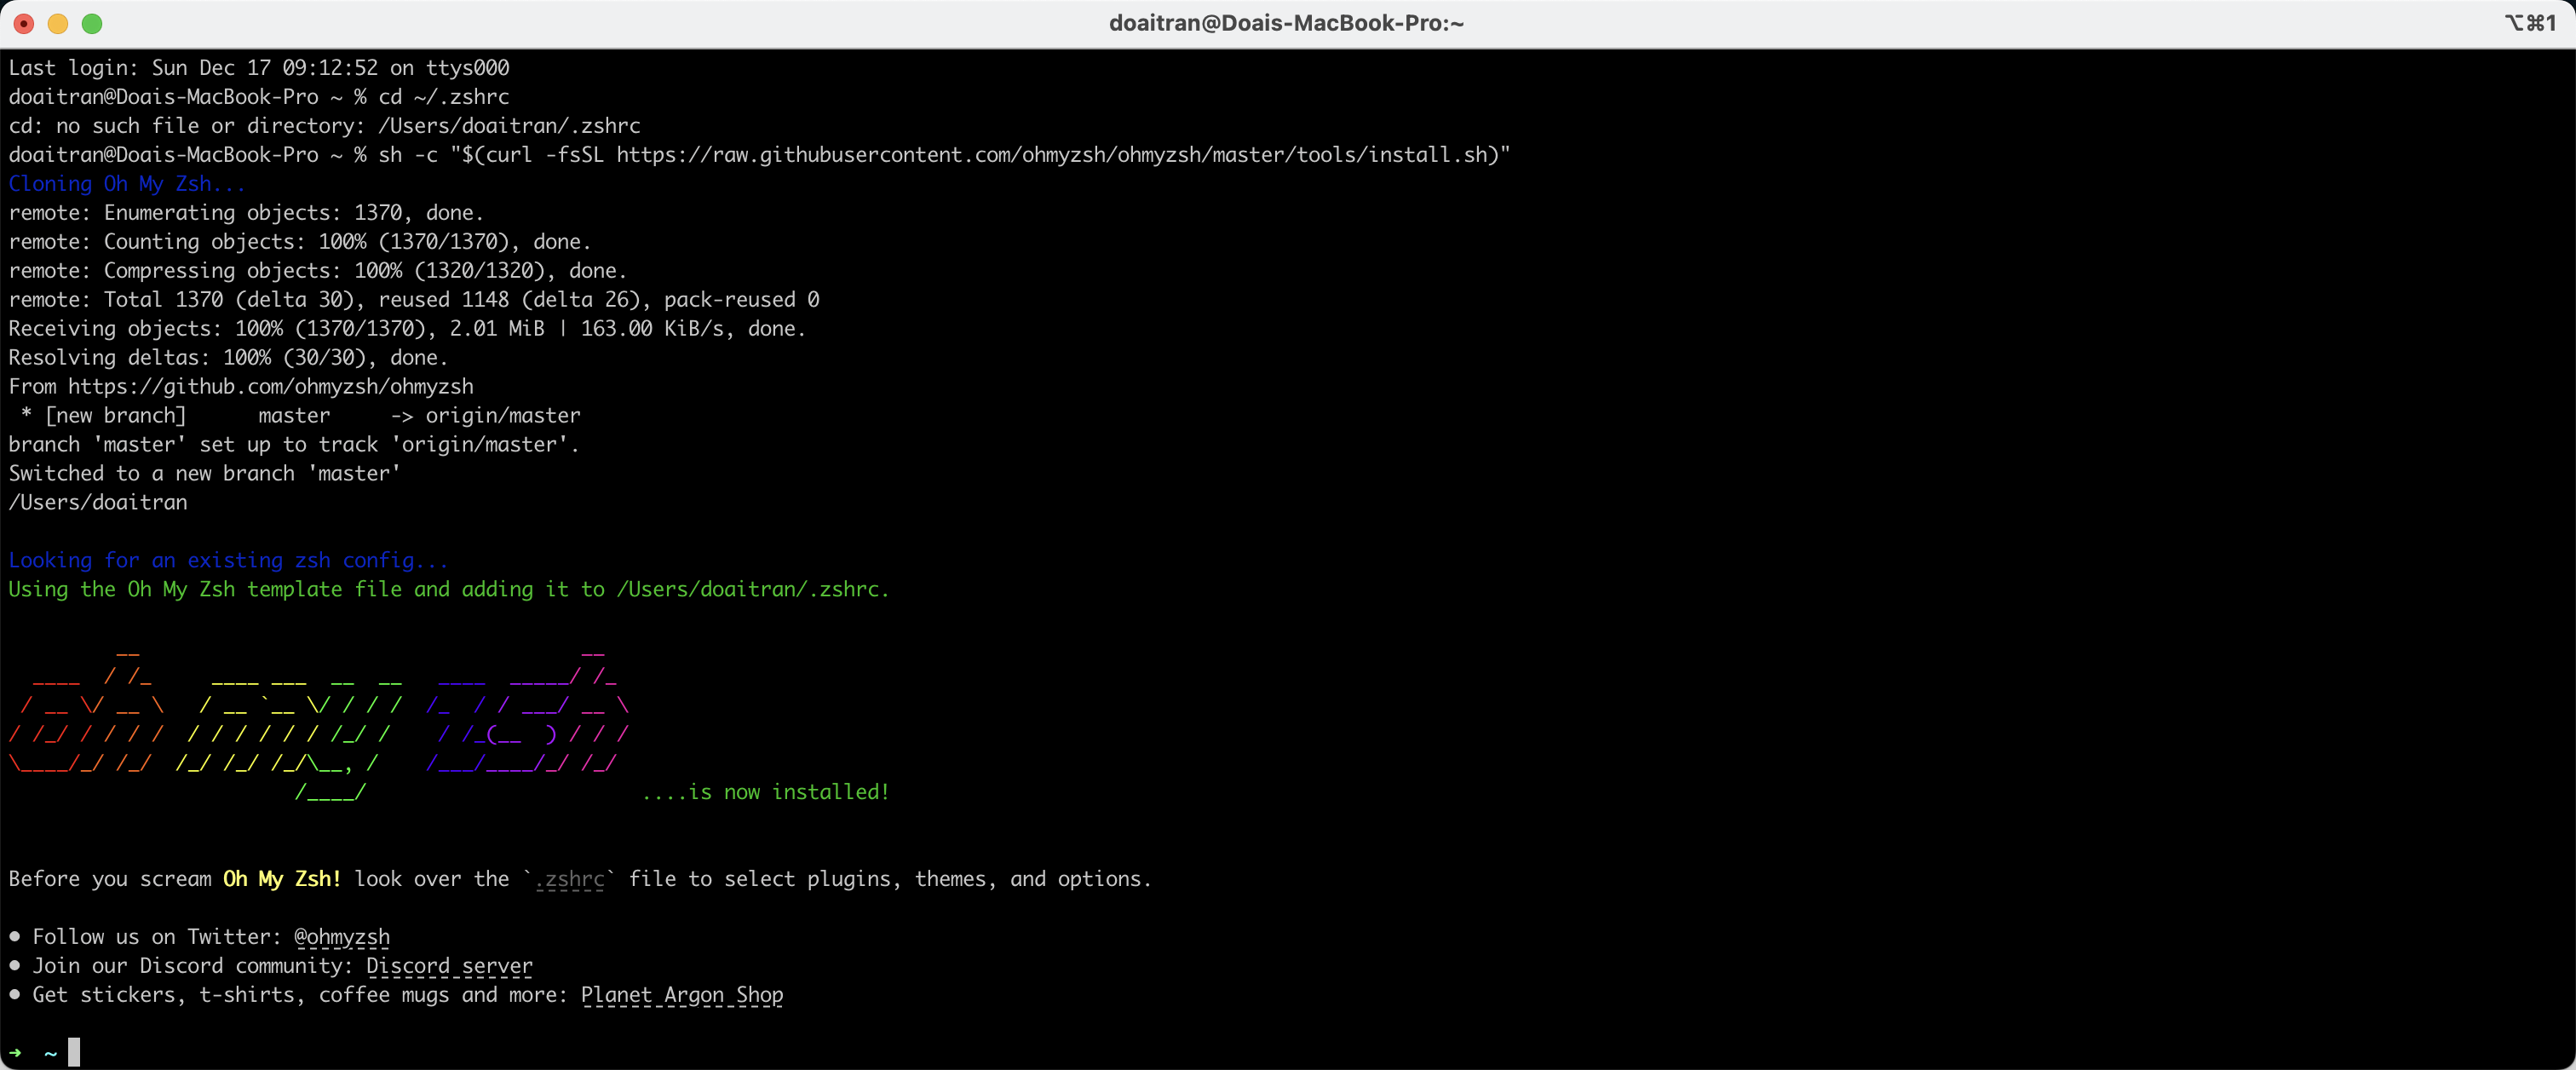 doaitran@Doais-MacBook-Pro:~
⌥⌘1
Last login: Sun Dec 17 09:12:52 on ttys000
doaitran@Doais-MacBook-Pro ~ % cd ~/.zshrc
cd: no such file or directory: /Users/doaitran/.zshrc
doaitran@Doais-MacBook-Pro ~ % sh -c "$(curl -fsSL https://raw.githubusercontent.com/ohmyzsh/ohmyzsh/master/tools/install.sh)"
Cloning Oh My Zsh...
remote: Enumerating objects: 1370, done.
remote: Counting objects: 100% (1370/1370), done.
remote: Compressing objects: 100% (1320/1320), done.
remote: Total 1370 (delta 30), reused 1148 (delta 26), pack-reused 0
Receiving objects: 100% (1370/1370), 2.01 MiB | 163.00 KiB/s, done.
Resolving deltas: 100% (30/30), done.
From https://github.com/ohmyzsh/ohmyzsh
 * [new branch]      master     -> origin/master
branch 'master' set up to track 'origin/master'.
Switched to a new branch 'master'
/Users/doaitran
Looking for an existing zsh config...
Using the Oh My Zsh template file and adding it to /Users/doaitran/.zshrc.
oh my zsh
....is now installed!
Before you scream Oh My Zsh! look over the `.zshrc` file to select plugins, themes, and options.
• Follow us on Twitter: @ohmyzsh
• Join our Discord community: Discord server
• Get stickers, t-shirts, coffee mugs and more: Planet Argon Shop
➜  ~